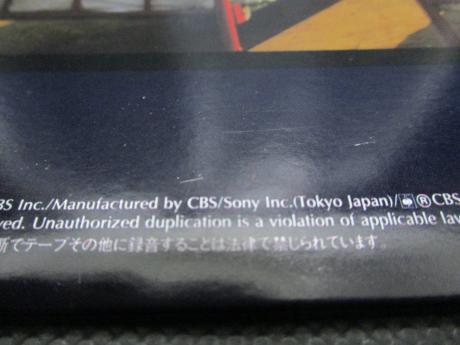 BS Inc./Manufactured by CBS/Sony Inc.(Tokyo Japan)/®CBS
ved. Unauthorized duplication is a violation of applicable law
断でテープその他に録音することは法律で禁じられています。